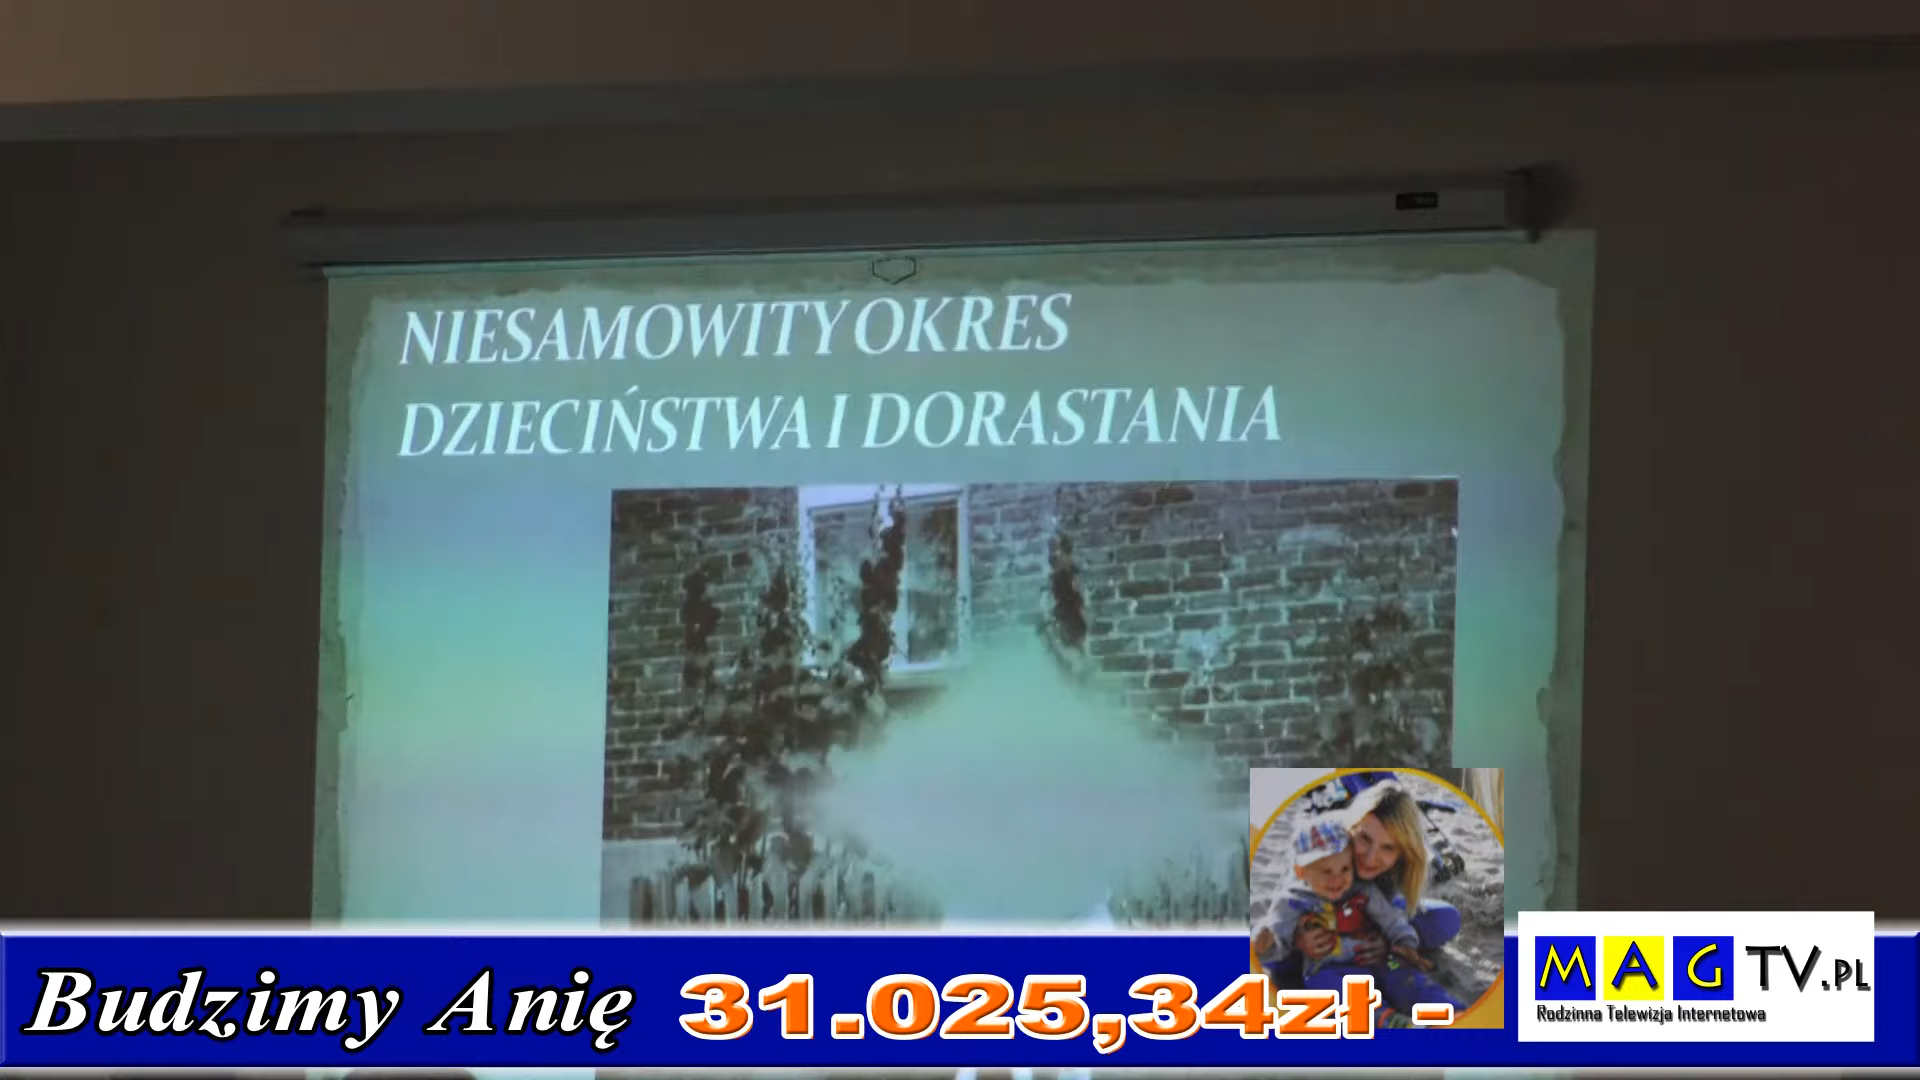 NIESAMOWITY OKRES
DZIECIŃSTWA I DORASTANIA
Budzimy Anię 31.025,34zł -
MAG TV.PL
Rodzinna Telewizja Internetowa